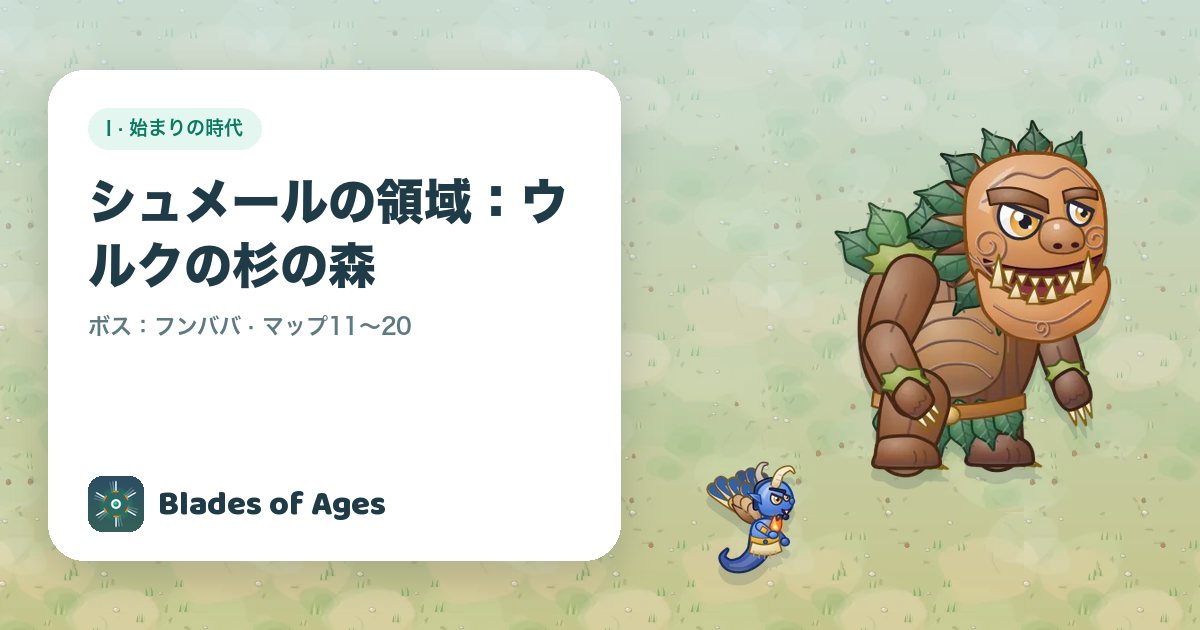 I · 始まりの時代
シュメールの領域：ウ
ルクの杉の森
ボス：フンババ · マップ11〜20
Blades of Ages